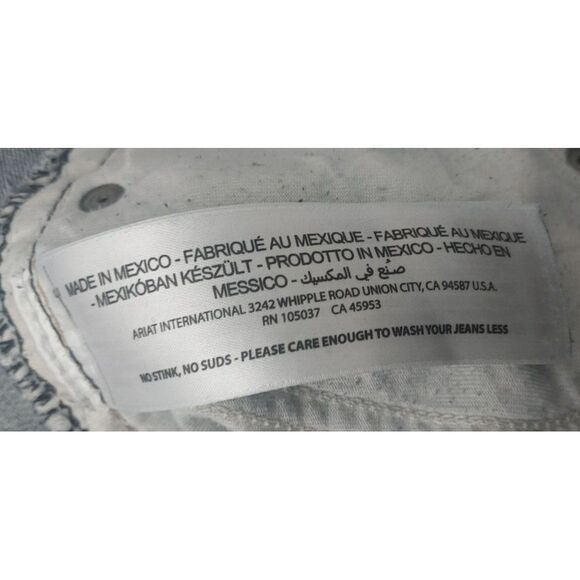 MADE IN MEXICO - FABRIQUÉ AU MEXIQUE - FABRIQUÉ AU MEXIQUE
- MEXIKÓBAN KÉSZÜLT - PRODOTTO IN MEXICO - HECHO EN
MESSICO - صنع في المكسيك
ARIAT INTERNATIONAL 3242 WHIPPLE ROAD UNION CITY, CA 94587 U.S.A.
RN 105037 CA 45953
NO STINK, NO SUDS - PLEASE CARE ENOUGH TO WASH YOUR JEANS LESS